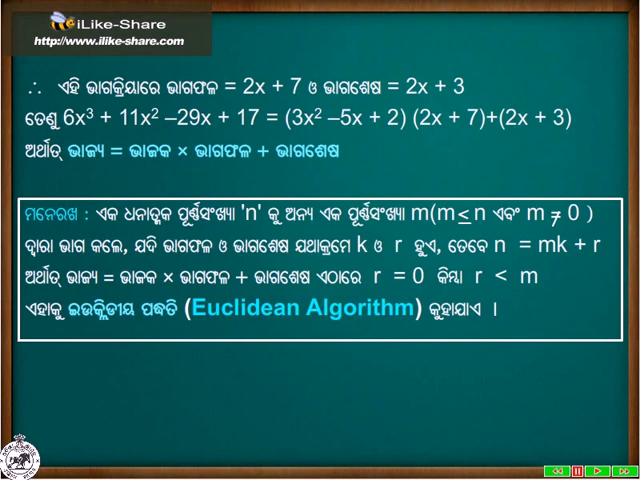 iLike-Share
http://www.ilike-share.com
∴ ଏହି ଭାଗକ୍ରିୟାରେ ଭାଗଫଳ = 2x + 7 ଓ ଭାଗଶେଷ = 2x + 3
ତେଣୁ 6x³ + 11x² –29x + 17 = (3x² –5x + 2) (2x + 7)+(2x + 3)
ଅର୍ଥାତ୍ ଭାଜ୍ୟ = ଭାଜକ × ଭାଗଫଳ + ଭାଗଶେଷ
ମନେରଖ : ଏକ ଧନାତ୍ମକ ପୂର୍ଣ୍ଣସଂଖ୍ୟା 'n' କୁ ଅନ୍ୟ ଏକ ପୂର୍ଣ୍ଣସଂଖ୍ୟା m(m ≤ n ଏବଂ m ≠ 0 )
ଦ୍ୱାରା ଭାଗ କଲେ, ଯଦି ଭାଗଫଳ ଓ ଭାଗଶେଷ ଯଥାକ୍ରମେ k ଓ r ହୁଏ, ତେବେ n = mk + r
ଅର୍ଥାତ୍ ଭାଜ୍ୟ = ଭାଜକ × ଭାଗଫଳ + ଭାଗଶେଷ ଏଠାରେ r = 0 କିମ୍ବା r < m
ଏହାକୁ ଇଉକ୍ଲିଡୀୟ ପଦ୍ଧତି (Euclidean Algorithm) କୁହାଯାଏ ।